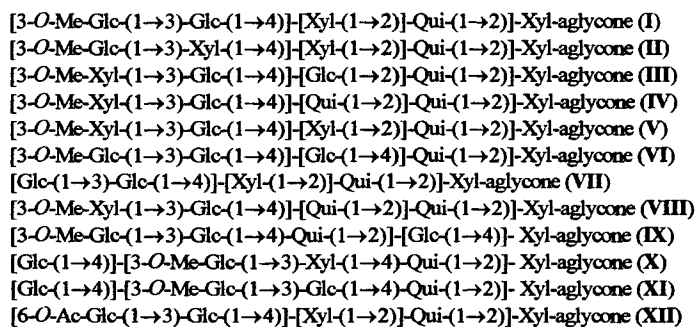 [3-O-Me-Glc-(1→3)-Glc-(1→4)]-[Xyl-(1→2)]-Qui-(1→2)]-Xyl-aglycone (I)
[3-O-Me-Glc-(1→3)-Xyl-(1→4)]-[Xyl-(1→2)]-Qui-(1→2)]-Xyl-aglycone (II)
[3-O-Me-Xyl-(1→3)-Glc-(1→4)]-[Glc-(1→2)]-Qui-(1→2)]-Xyl-aglycone (III)
[3-O-Me-Xyl-(1→3)-Glc-(1→4)]-[Qui-(1→2)]-Qui-(1→2)]-Xyl-aglycone (IV)
[3-O-Me-Xyl-(1→3)-Glc-(1→4)]-[Xyl-(1→2)]-Qui-(1→2)]-Xyl-aglycone (V)
[3-O-Me-Glc-(1→3)-Glc-(1→4)]-[Glc-(1→4)]-Qui-(1→2)]-Xyl-aglycone (VI)
[Glc-(1→3)-Glc-(1→4)]-[Xyl-(1→2)]-Qui-(1→2)]-Xyl-aglycone (VII)
[3-O-Me-Xyl-(1→3)-Glc-(1→4)]-[Qui-(1→2)]-Qui-(1→2)]-Xyl-aglycone (VIII)
[3-O-Me-Glc-(1→3)-Glc-(1→4)-Qui-(1→2)]-[Glc-(1→4)]- Xyl-aglycone (IX)
[Glc-(1→4)]-[3-O-Me-Glc-(1→3)-Xyl-(1→4)-Qui-(1→2)]- Xyl-aglycone (X)
[Glc-(1→4)]-[3-O-Me-Glc-(1→3)-Glc-(1→4)-Qui-(1→2)]- Xyl-aglycone (XI)
[6-O-Ac-Glc-(1→3)-Glc-(1→4)]-[Xyl-(1→2)]-Qui-(1→2)]-Xyl-aglycone (XII)